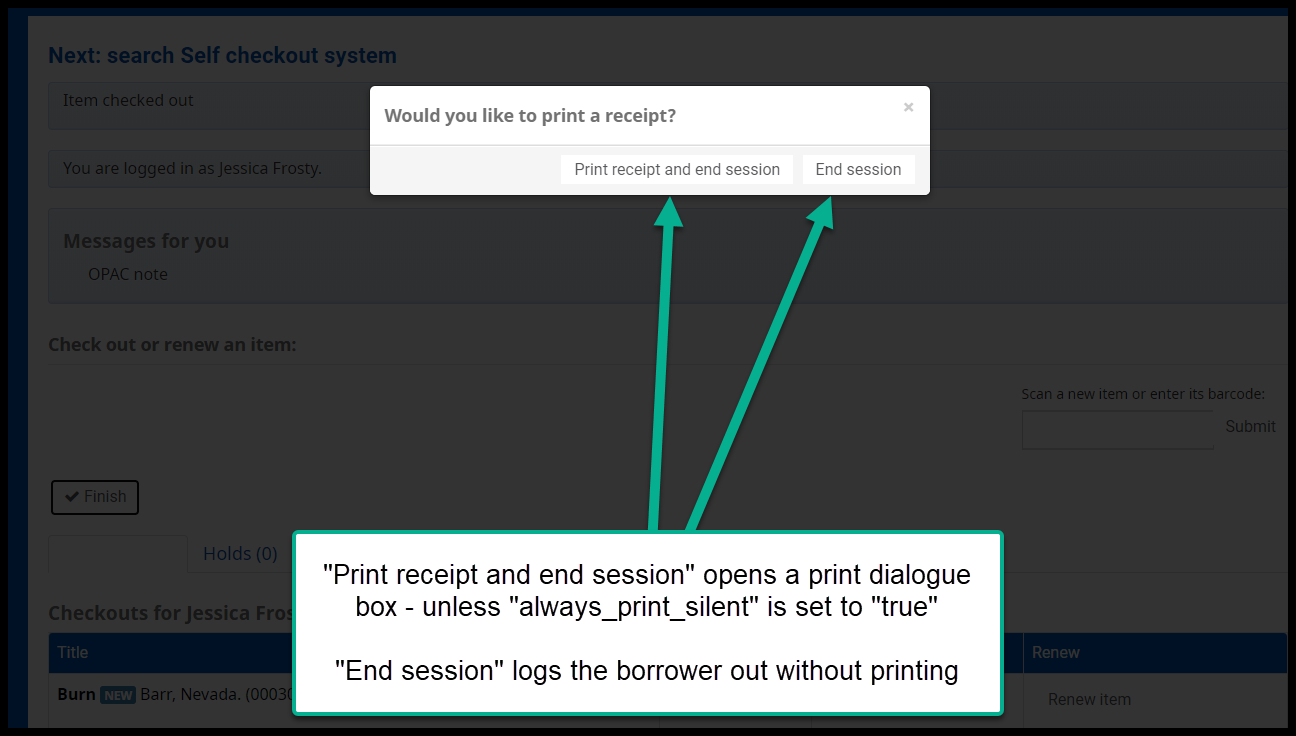 Next: search Self checkout system
Item checked out
Would you like to print a receipt?
×
Print receipt and end session
End session
You are logged in as Jessica Frosty.
Messages for you
OPAC note
Check out or renew an item:
Scan a new item or enter its barcode:
Submit
Finish
Holds (0)
"Print receipt and end session" opens a print dialogue
box - unless "always_print_silent" is set to "true"
"End session" logs the borrower out without printing
Checkouts for Jessica Fros
Title
Renew
Burn NEW Barr, Nevada. (00030
Renew item